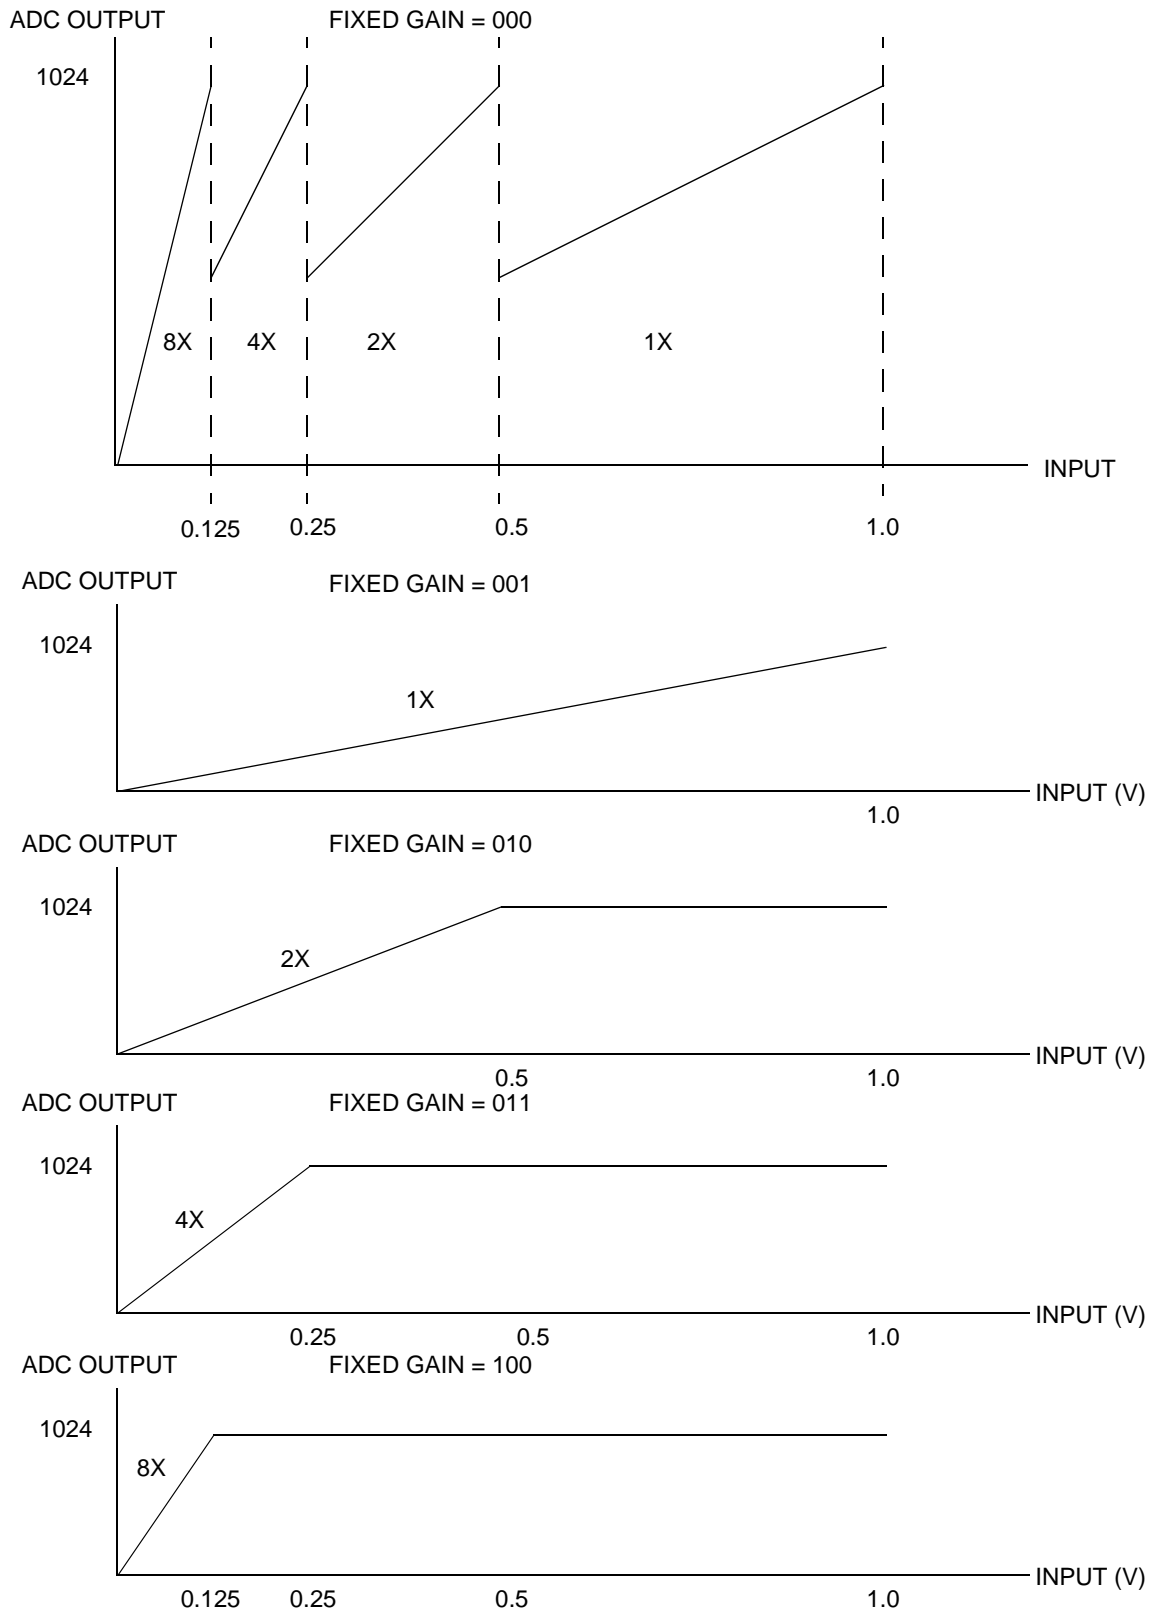 ADC OUTPUT FIXED GAIN = 000
1024
8X 4X 2X 1X
INPUT
0.125 0.25 0.5 1.0
ADC OUTPUT FIXED GAIN = 001
1024
1X
INPUT (V)
1.0
ADC OUTPUT FIXED GAIN = 010
1024
2X
INPUT (V)
0.5 1.0
ADC OUTPUT FIXED GAIN = 011
1024
4X
INPUT (V)
0.25 0.5 1.0
ADC OUTPUT FIXED GAIN = 100
1024
8X
INPUT (V)
0.125 0.25 0.5 1.0